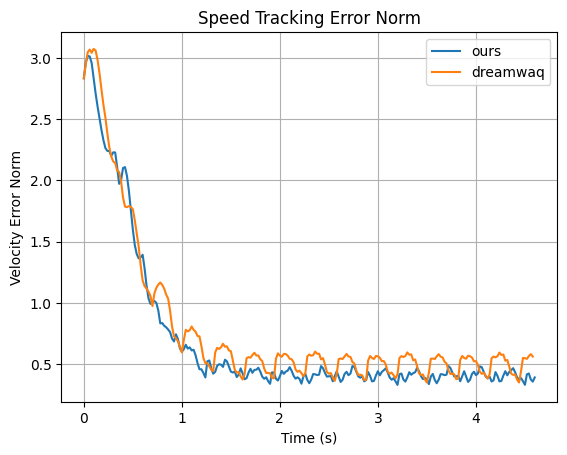 Speed Tracking Error Norm
ours
dreamwaq
Velocity Error Norm
3.0
2.5
2.0
1.5
1.0
0.5
0
1
2
3
4
Time (s)